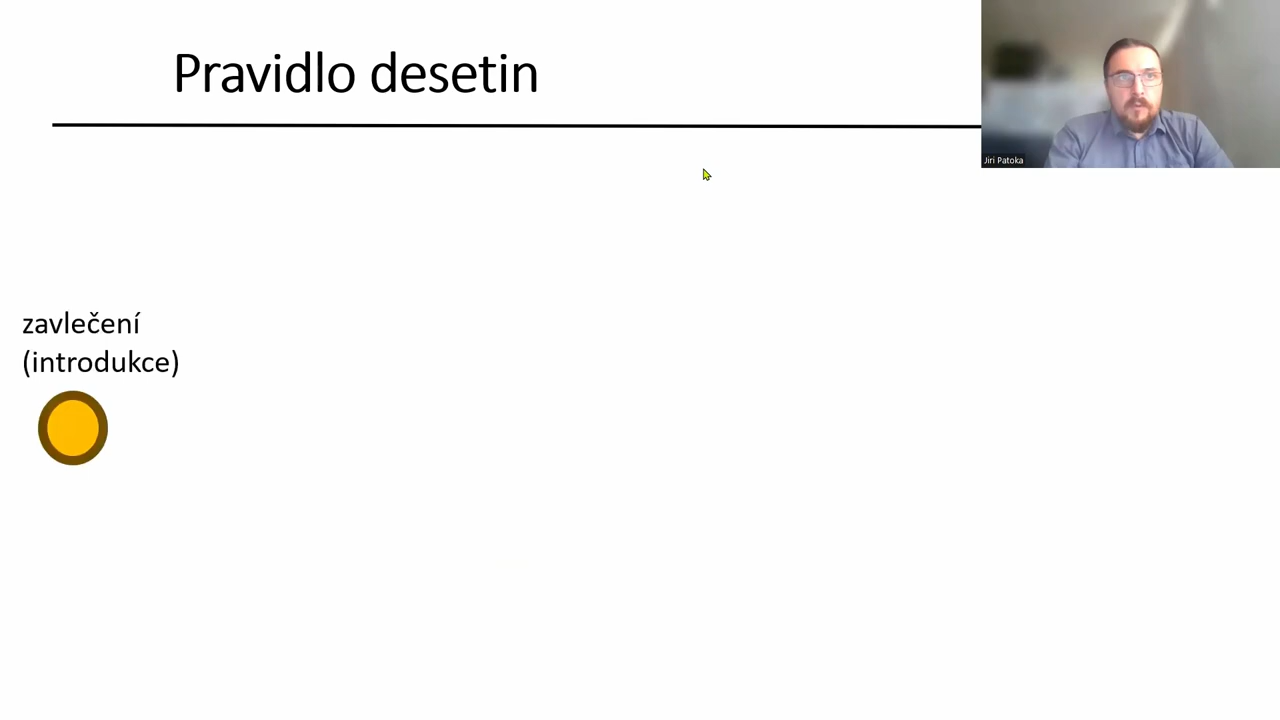 Pravidlo desetin
Jiri Patoka
zavlečení
(introdukce)